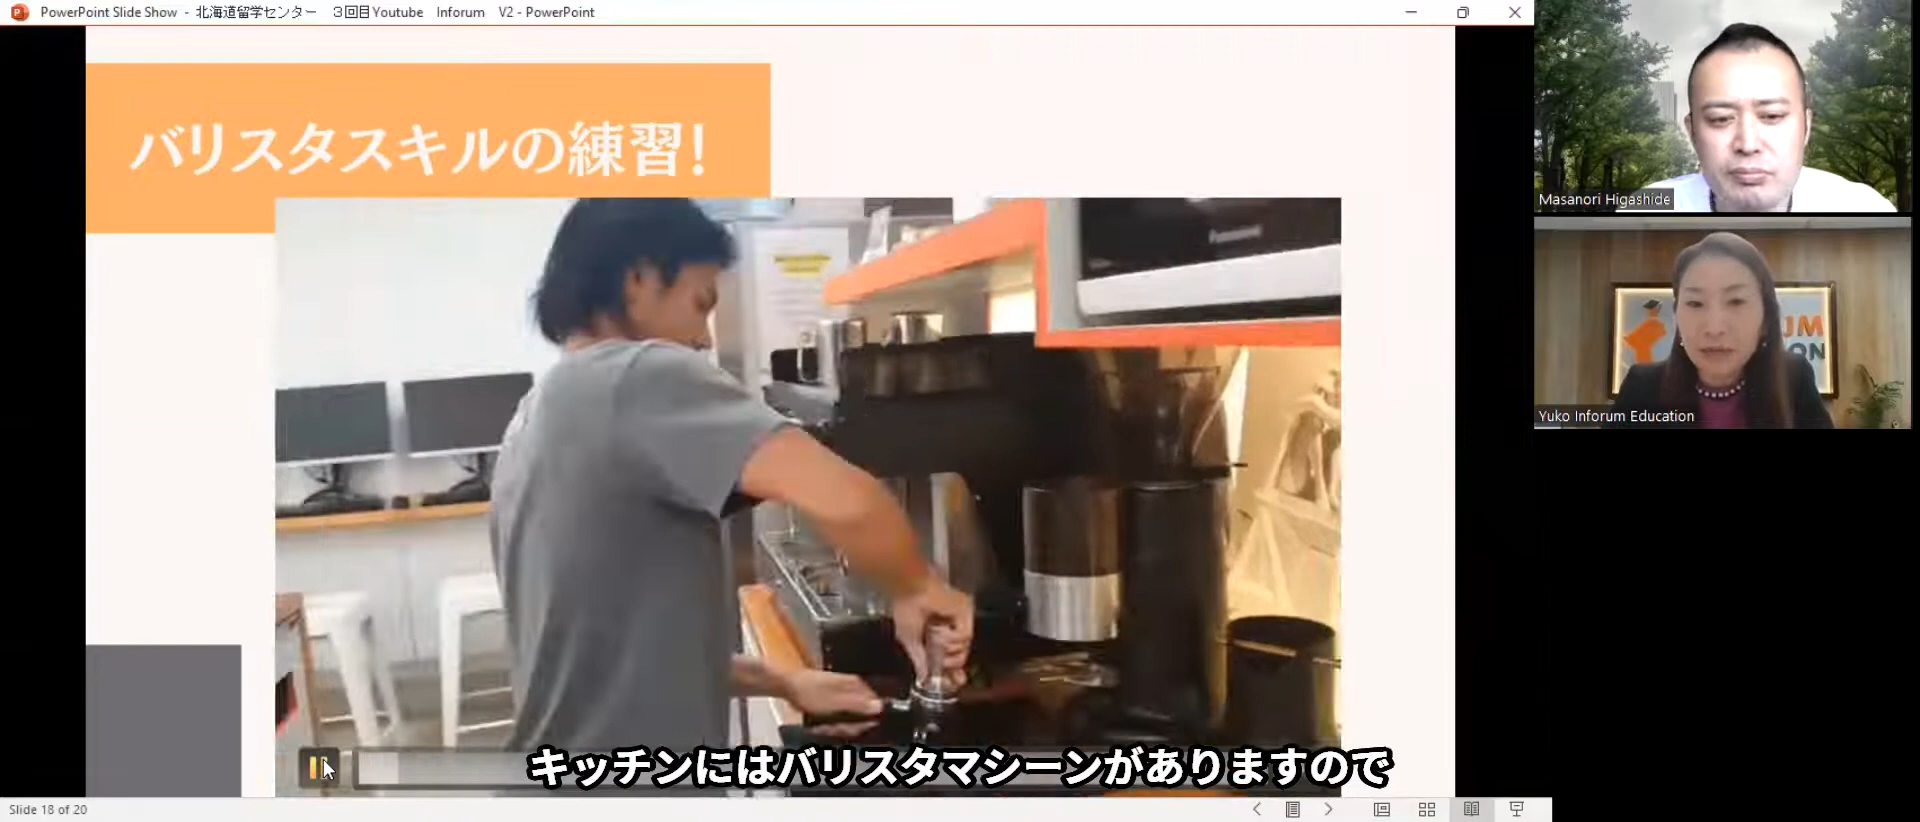 PowerPoint Slide Show - 北海道留学センター 3回目Youtube Inforum V2 - PowerPoint
バリスタスキルの練習!
Panasonic
キッチンにはバリスタマシーンがありますので
Slide 18 of 20
Masanori Higashide
UM
ON
Yuko Inforum Education